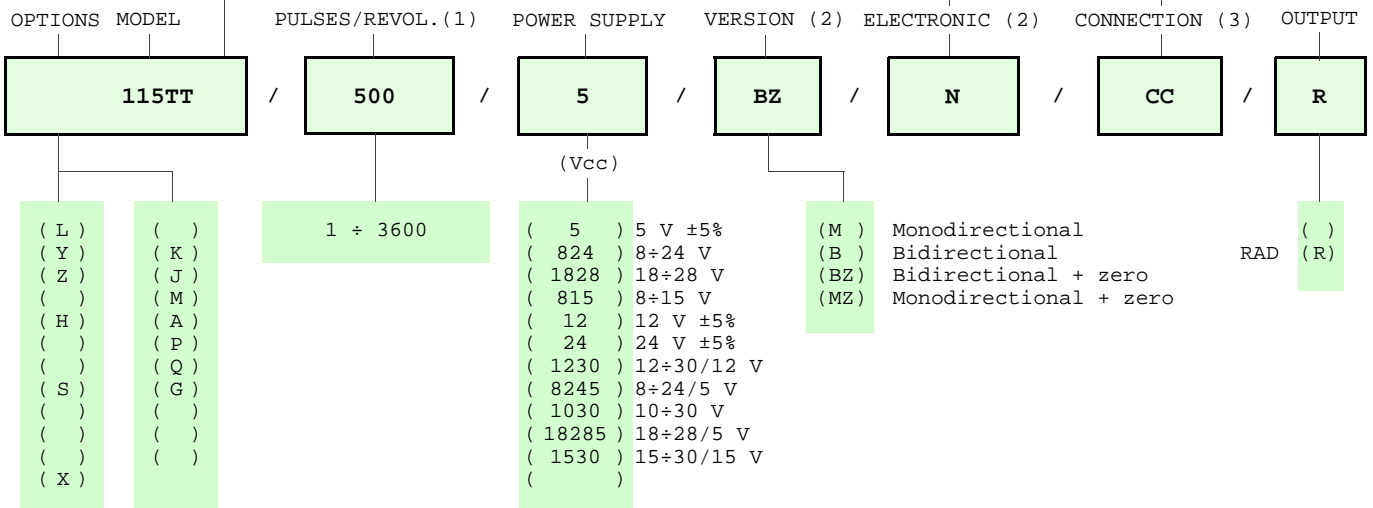 OPTIONS MODEL PULSES/REVOL.(1) POWER SUPPLY VERSION (2) ELECTRONIC (2) CONNECTION (3) OUTPUT
115TT / 500 / 5 / BZ / N / CC / R
(Vcc)
( L ) ( ) 1 ÷ 3600 ( 5 ) 5 V ±5% (M ) Monodirectional ( )
( Y ) ( K ) ( 824 ) 8÷24 V (B ) Bidirectional RAD (R)
( Z ) ( J ) ( 1828 ) 18÷28 V (BZ) Bidirectional + zero
( ) ( M ) ( 815 ) 8÷15 V (MZ) Monodirectional + zero
( H ) ( A ) ( 12 ) 12 V ±5%
( ) ( P ) ( 24 ) 24 V ±5%
( ) ( Q ) ( 1230 ) 12÷30/12 V
( S ) ( G ) ( 8245 ) 8÷24/5 V
( ) ( ) ( 1030 ) 10÷30 V
( ) ( ) ( 18285 ) 18÷28/5 V
( ) ( ) ( 1530 ) 15÷30/15 V
( X ) ( )